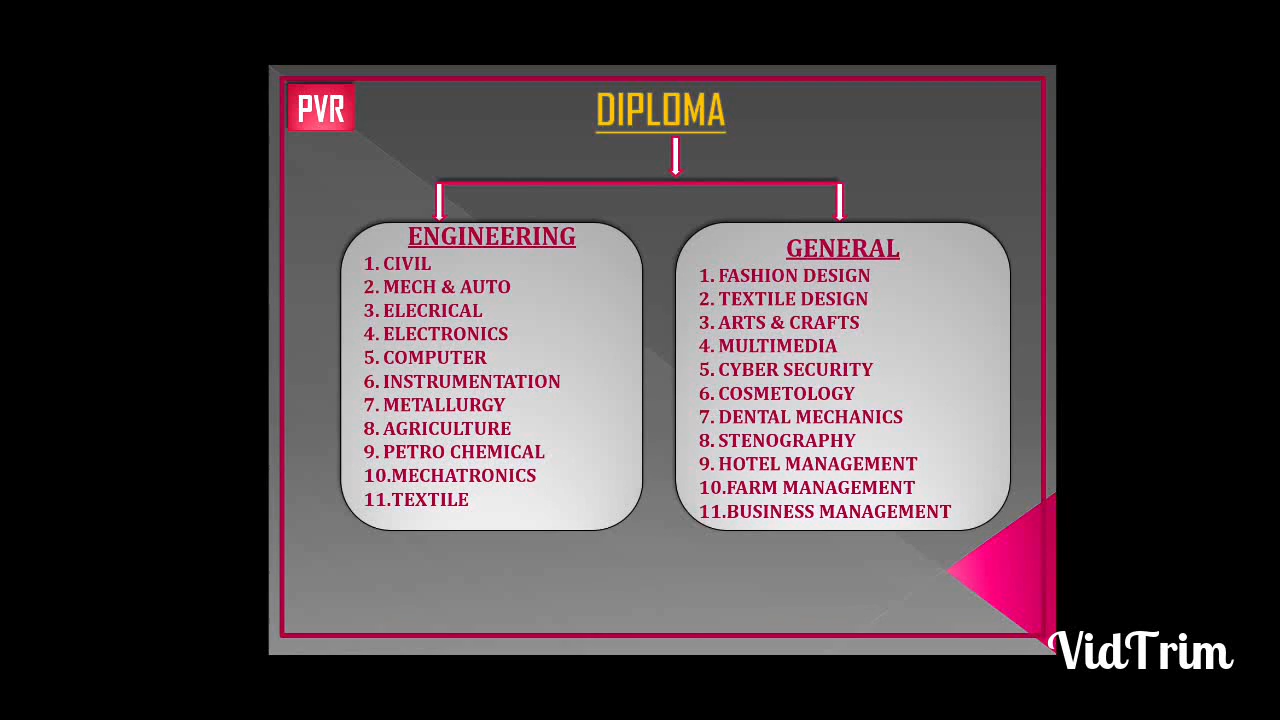 PVR
DIPLOMA
ENGINEERING
1. CIVIL
2. MECH & AUTO
3. ELECRICAL
4. ELECTRONICS
5. COMPUTER
6. INSTRUMENTATION
7. METALLURGY
8. AGRICULTURE
9. PETRO CHEMICAL
10.MECHATRONICS
11.TEXTILE
GENERAL
1. FASHION DESIGN
2. TEXTILE DESIGN
3. ARTS & CRAFTS
4. MULTIMEDIA
5. CYBER SECURITY
6. COSMETOLOGY
7. DENTAL MECHANICS
8. STENOGRAPHY
9. HOTEL MANAGEMENT
10.FARM MANAGEMENT
11.BUSINESS MANAGEMENT
VidTrim